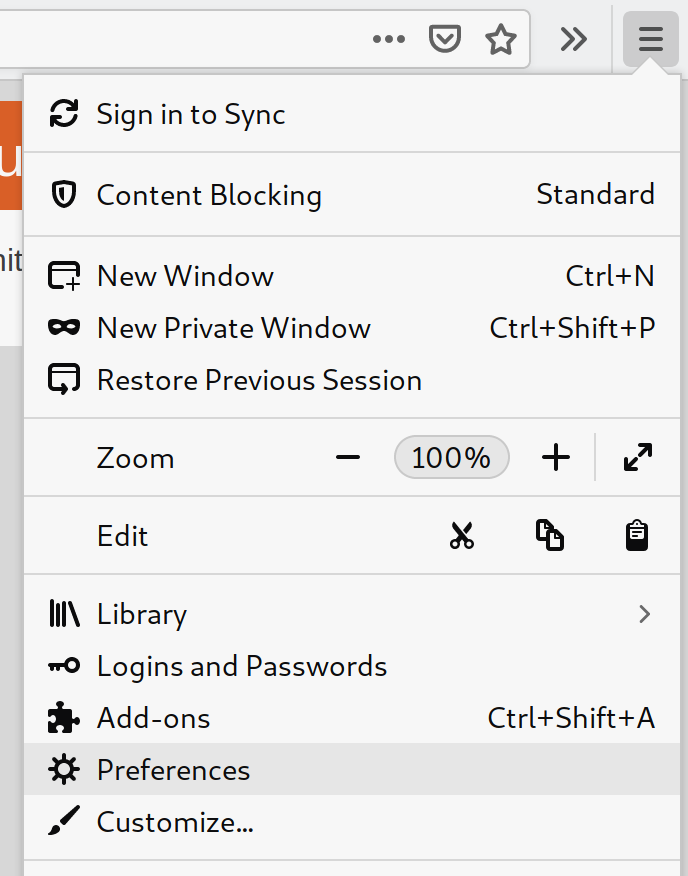 Sign in to Sync
Content Blocking Standard
New Window Ctrl+N
New Private Window Ctrl+Shift+P
Restore Previous Session
Zoom 100%
Edit
Library
Logins and Passwords
Add-ons Ctrl+Shift+A
Preferences
Customize...